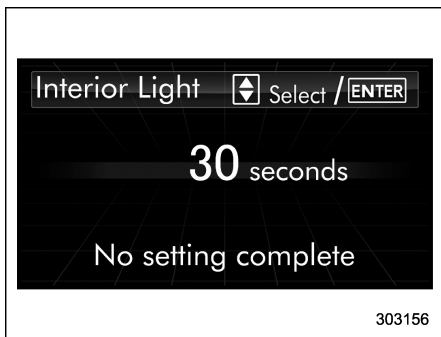 Interior Light Select / ENTER
30 seconds
No setting complete
303156